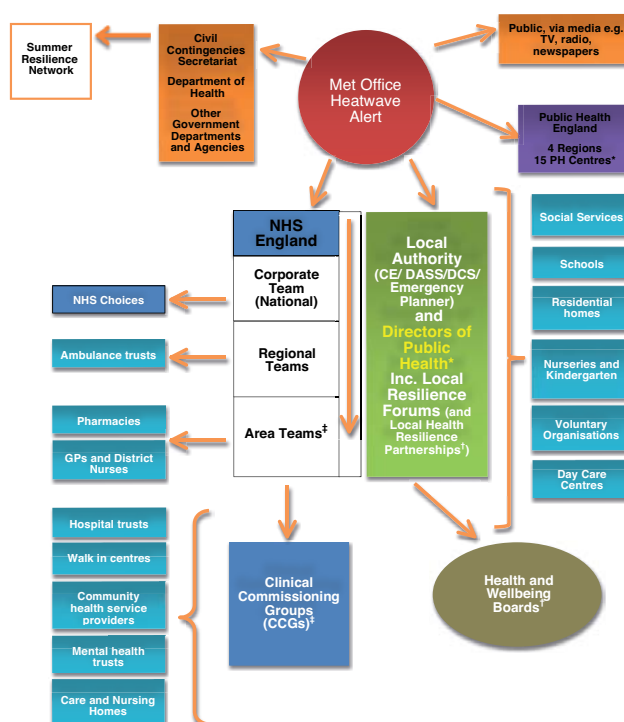 Summer
Resilience
Network
Civil
Contingencies
Secretariat
Department of
Health
Other
Government
Departments
and Agencies
Met Office
Heatwave
Alert
Public, via media e.g.
TV, radio,
newspapers
Public Health
England
4 Regions
15 PH Centres*
NHS
England
Corporate
Team
(National)
Regional
Teams
Area Teams‡
Local
Authority
(CE/ DASS/DCS/
Emergency
Planner)
and
Directors of
Public
Health*
Inc. Local
Resilience
Forums (and
Local Health
Resilience
Partnerships†)
Social Services
Schools
Residential
homes
Nurseries and
Kindergarten
Voluntary
Organisations
Day Care
Centres
NHS Choices
Ambulance trusts
Pharmacies
GPs and District
Nurses
Hospital trusts
Walk in centres
Community
health service
providers
Mental health
trusts
Care and Nursing
Homes
Clinical
Commissioning
Groups
(CCGs)‡
Health and
Wellbeing
Boards†